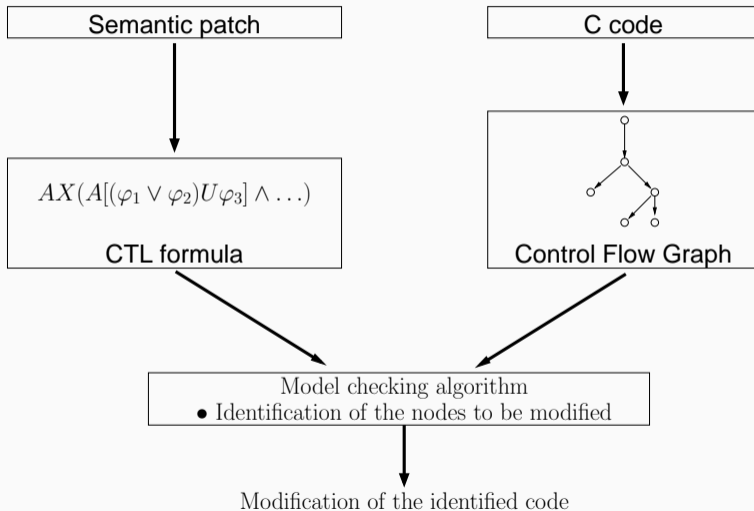 Semantic patch
C code
AX(A[(φ₁ ∨ φ₂)Uφ₃] ∧ …)
CTL formula
Control Flow Graph
Model checking algorithm
• Identification of the nodes to be modified
Modification of the identified code